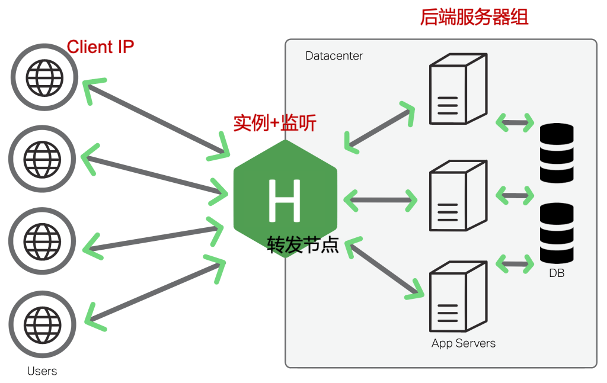 后端服务器组
Client IP
Datacenter
实例+监听
H
转发节点
DB
App Servers
Users